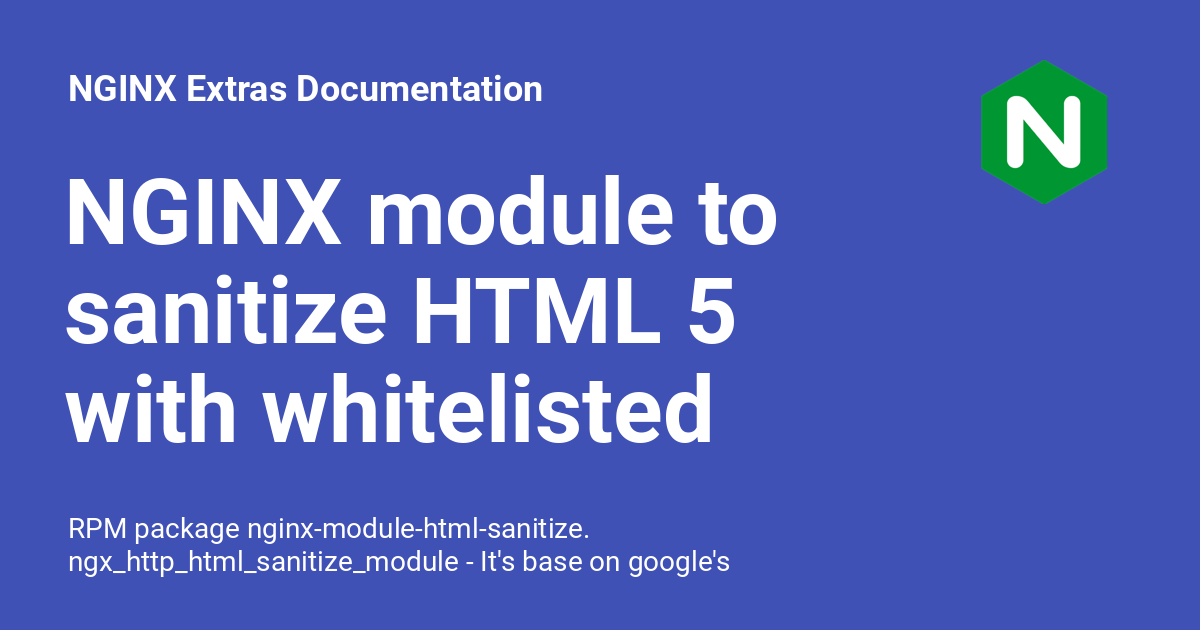 NGINX Extras Documentation
N
NGINX module to
sanitize HTML 5
with whitelisted
RPM package nginx-module-html-sanitize.
ngx_http_html_sanitize_module - It's base on google's